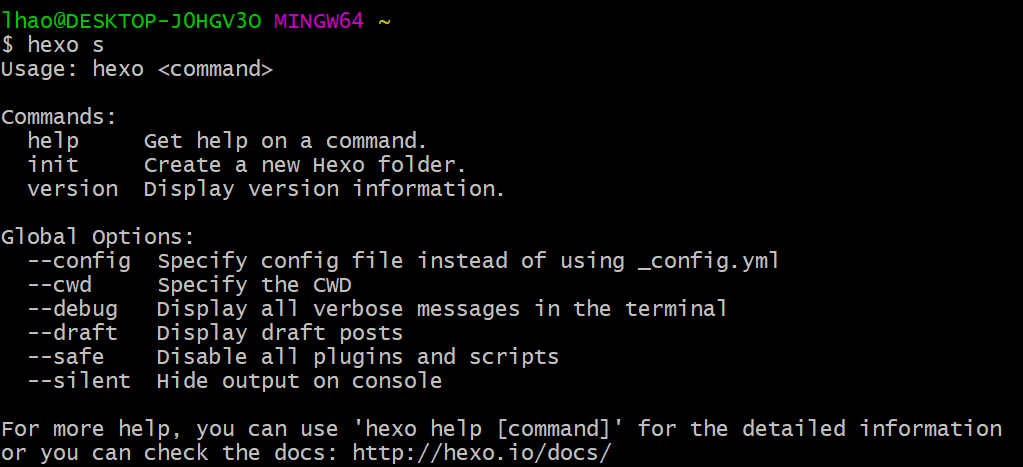 lhao@DESKTOP-J0HGV3O MINGW64 ~
$ hexo s
Usage: hexo <command>

Commands:
  help     Get help on a command.
  init     Create a new Hexo folder.
  version  Display version information.

Global Options:
  --config  Specify config file instead of using _config.yml
  --cwd     Specify the CWD
  --debug   Display all verbose messages in the terminal
  --draft   Display draft posts
  --safe    Disable all plugins and scripts
  --silent  Hide output on console

For more help, you can use 'hexo help [command]' for the detailed information
or you can check the docs: http://hexo.io/docs/